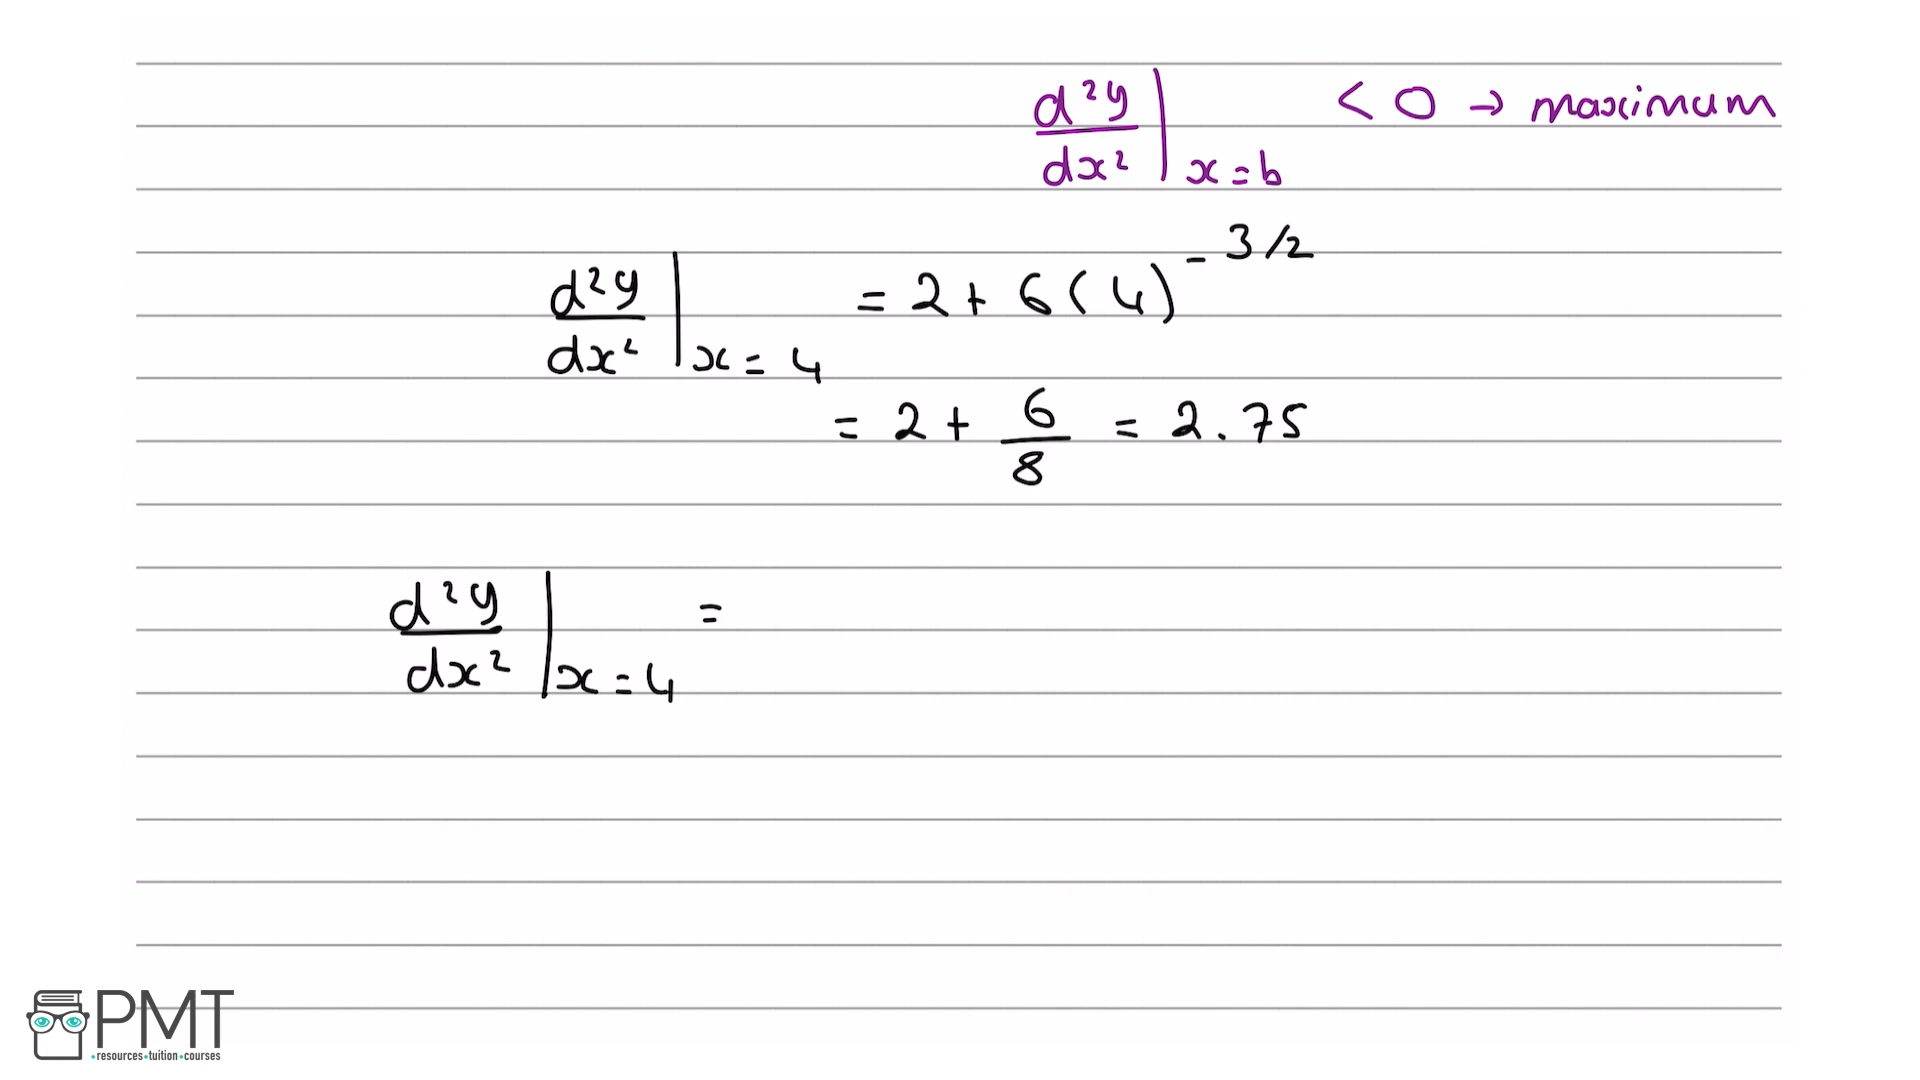 d²y/dx² | x=b < 0 → maximum
d²y/dx² | x=4 = 2 + 6(4)^-3/2
= 2 + 6/8 = 2.75
d²y/dx² | x=4 =
PMT
•resources•tuition•courses